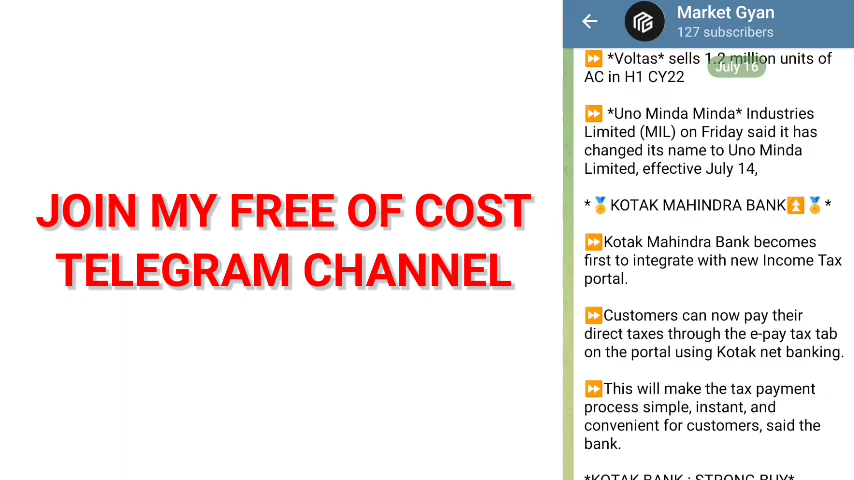 JOIN MY FREE OF COST
TELEGRAM CHANNEL
Market Gyan
127 subscribers
July 16
⏩ *Voltas* sells 1.2 million units of
AC in H1 CY22
⏩ *Uno Minda Minda* Industries
Limited (MIL) on Friday said it has
changed its name to Uno Minda
Limited, effective July 14,
*🏅KOTAK MAHINDRA BANK⏫🏅*
⏩Kotak Mahindra Bank becomes
first to integrate with new Income Tax
portal.
⏩Customers can now pay their
direct taxes through the e-pay tax tab
on the portal using Kotak net banking.
⏩This will make the tax payment
process simple, instant, and
convenient for customers, said the
bank.
*KOTAK BANK : STRONG BUY*